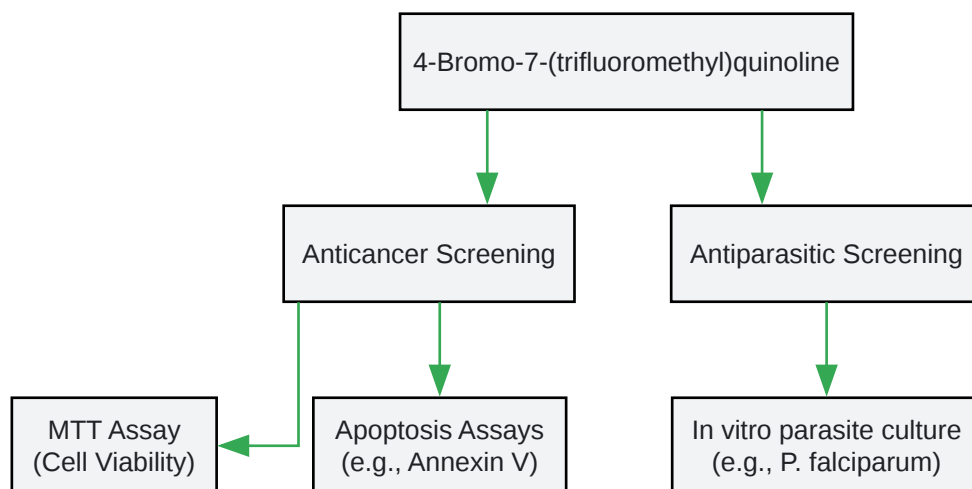 4-Bromo-7-(trifluoromethyl)quinoline
Anticancer Screening
Antiparasitic Screening
MTT Assay
(Cell Viability)
Apoptosis Assays
(e.g., Annexin V)
In vitro parasite culture
(e.g., P. falciparum)